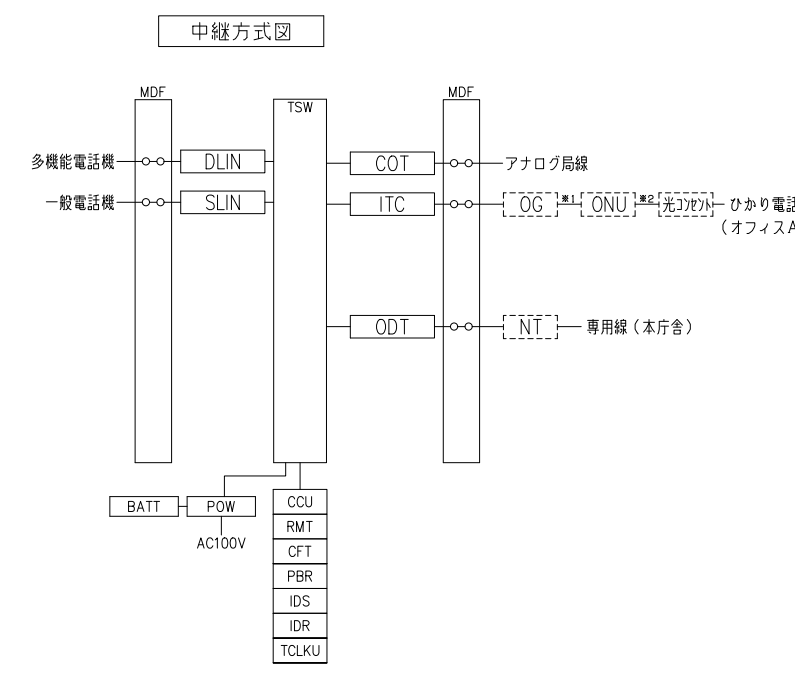 中継方式図
MDF
TSW
MDF
多機能電話機
DLIN
COT
アナログ局線
一般電話機
SLIN
ITC
OG
※1
ONU
※2
光コンセント
ひかり電話
(オフィスA
ODT
NT
専用線(本庁舎)
BATT
POW
AC100V
CCU
RMT
CFT
PBR
IDS
IDR
TCLKU